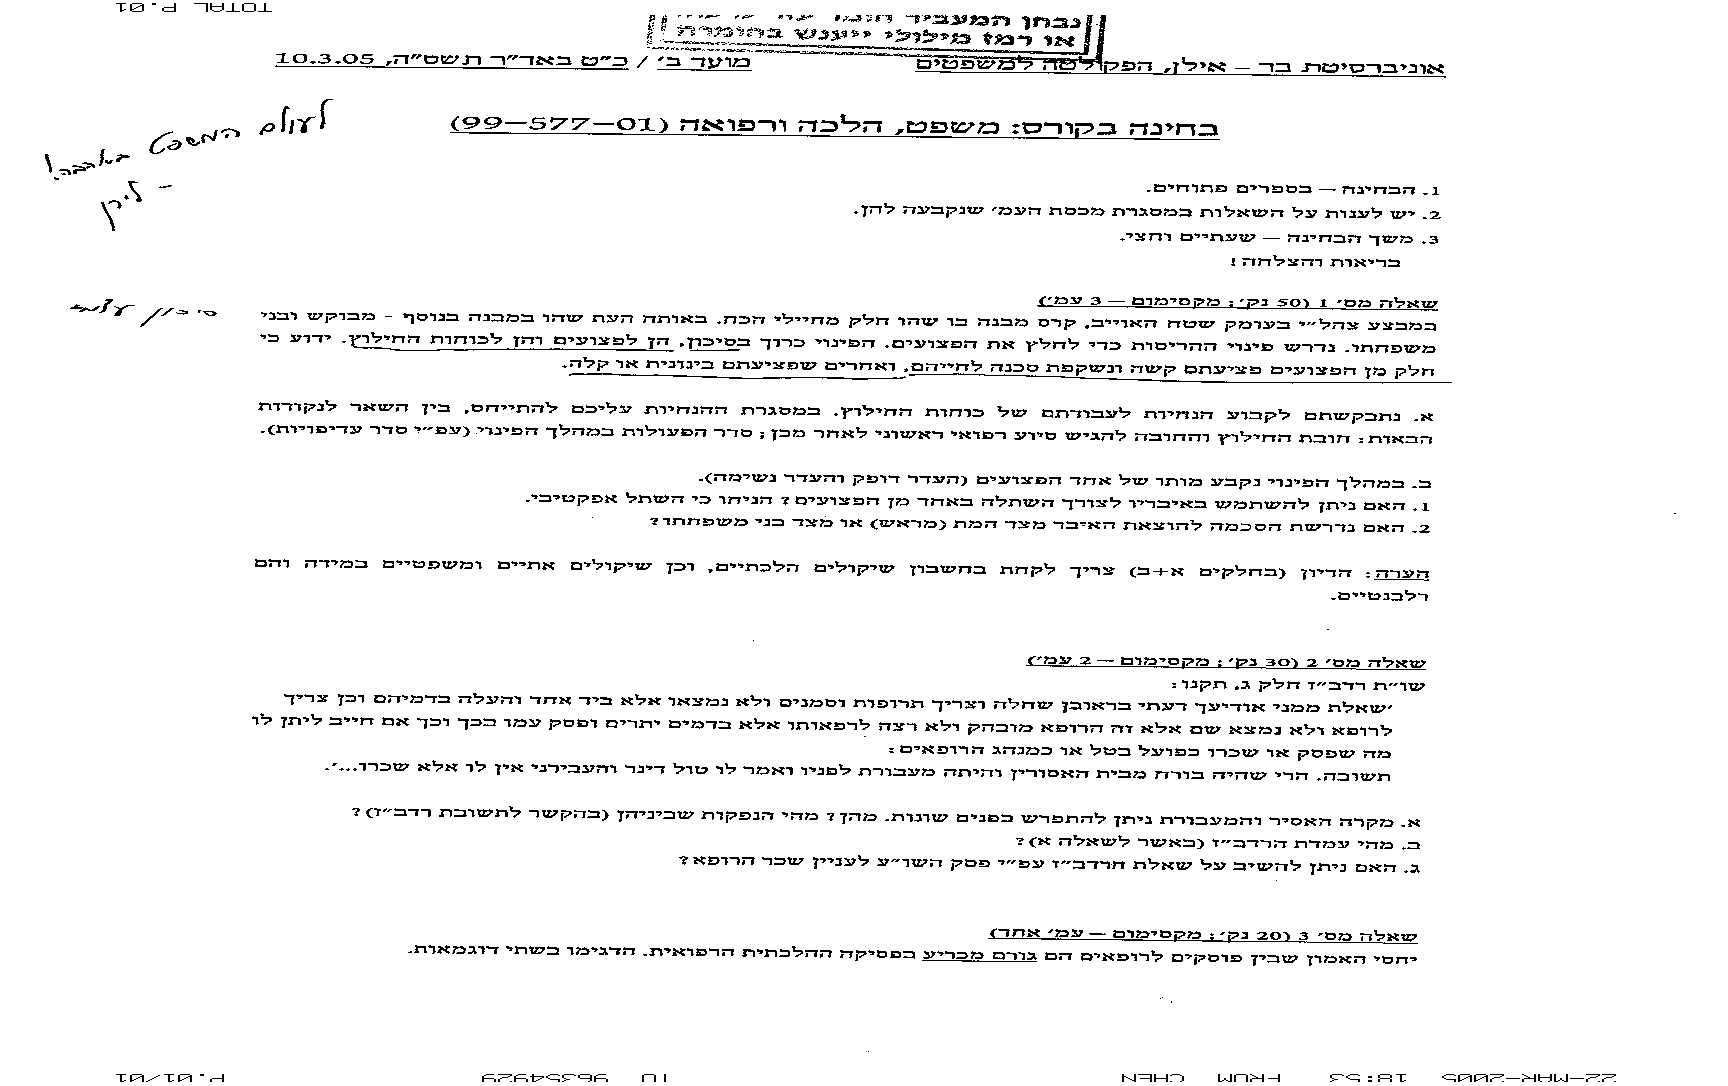 TOTAL P.01
נבחן המעביר חומר עזר
או רמז מילולי ייענש בחומרה
אוניברסיטת בר – אילן, הפקולטה למשפטים
מועד ב' / כ"ט באד"ר תשס"ה, 10.3.05
בחינה בקורס: משפט, הלכה ורפואה (99-577-01)
לעולם המשפט באהבה!
- לירן
1. הבחינה – בספרים פתוחים.
2. יש לענות על השאלות במסגרת מכסת העמ' שנקבעה להן.
3. משך הבחינה – שעתיים וחצי.
בריאות והצלחה!
שאלה מס' 1 (50 נק'; מקסימום – 3 עמ')
סיכון עצמי
במבצע צהל"י בעומק שטח האוייב, קרס מבנה בו שהו חלק מחיילי הכח. באותה העת שהו במבנה בנוסף - מבוקש ובני
משפחתו. נדרש פינוי ההריסות כדי לחלץ את הפצועים. הפינוי כרוך בסיכון, הן לפצועים והן לכוחות החילוץ. ידוע כי
חלק מן הפצועים פציעתם קשה ונשקפת סכנה לחייהם, ואחרים שפציעתם בינונית או קלה.
א. נתבקשתם לקבוע הנחיות לעבודתם של כוחות החילוץ. במסגרת ההנחיות עליכם להתייחס, בין השאר לנקודות
הבאות: חובת החילוץ והחובה להגיש סיוע רפואי ראשוני לאחר מכן; סדר הפעולות במהלך הפינוי (עפ"י סדר עדיפויות).
ב. במהלך הפינוי נקבע מותו של אחד הפצועים (העדר דופק והעדר נשימה).
1. האם ניתן להשתמש באיבריו לצורך השתלה באחד מן הפצועים? הניחו כי השתל אפקטיבי.
2. האם נדרשת הסכמה להוצאת האיבר מצד המת (מראש) או מצד בני משפחתו?
הערה: הדיון (בחלקים א+ב) צריך לקחת בחשבון שיקולים הלכתיים, וכן שיקולים אתיים ומשפטיים במידה והם
רלבנטיים.
שאלה מס' 2 (30 נק'; מקסימום – 2 עמ')
שו"ת רדב"ז חלק ג, תקנו:
'שאלת ממני אודיעך דעתי בראובן שחלה וצריך תרופות וסמנים ולא נמצאו אלא ביד אחד והעלה בדמיהם וכן צריך
לרופא ולא נמצא שם אלא זה הרופא מובהק ולא רצה לרפאותו אלא בדמים יתרים ופסק עמו בכך וכך אם חייב ליתן לו
מה שפסק או שכרו כפועל בטל או כמנהג הרופאים:
תשובה. הרי שהיה בורח מבית האסורין והיתה מעבורת לפניו ואמר לו טול דינר והעבירני אין לו אלא שכרו...'.
א. מקרה האסיר והמעבורת ניתן להתפרש בפנים שונות. מהן? מהי הנפקות שביניהן (בהקשר לתשובת רדב"ז)?
ב. מהי עמדת הרדב"ז (באשר לשאלה א)?
ג. האם ניתן להשיב על שאלת הרדב"ז עפ"י פסק השו"ע לעניין שכר הרופא?
שאלה מס' 3 (20 נק'; מקסימום – עמ' אחד)
יחסי האמון שבין פוסקים לרופאים הם גורם מכריע בפסיקה ההלכתית הרפואית. הדגימו בשתי דוגמאות.
22-MAR-2005 18:53 FROM CHEN TO 96354929 P.01/01